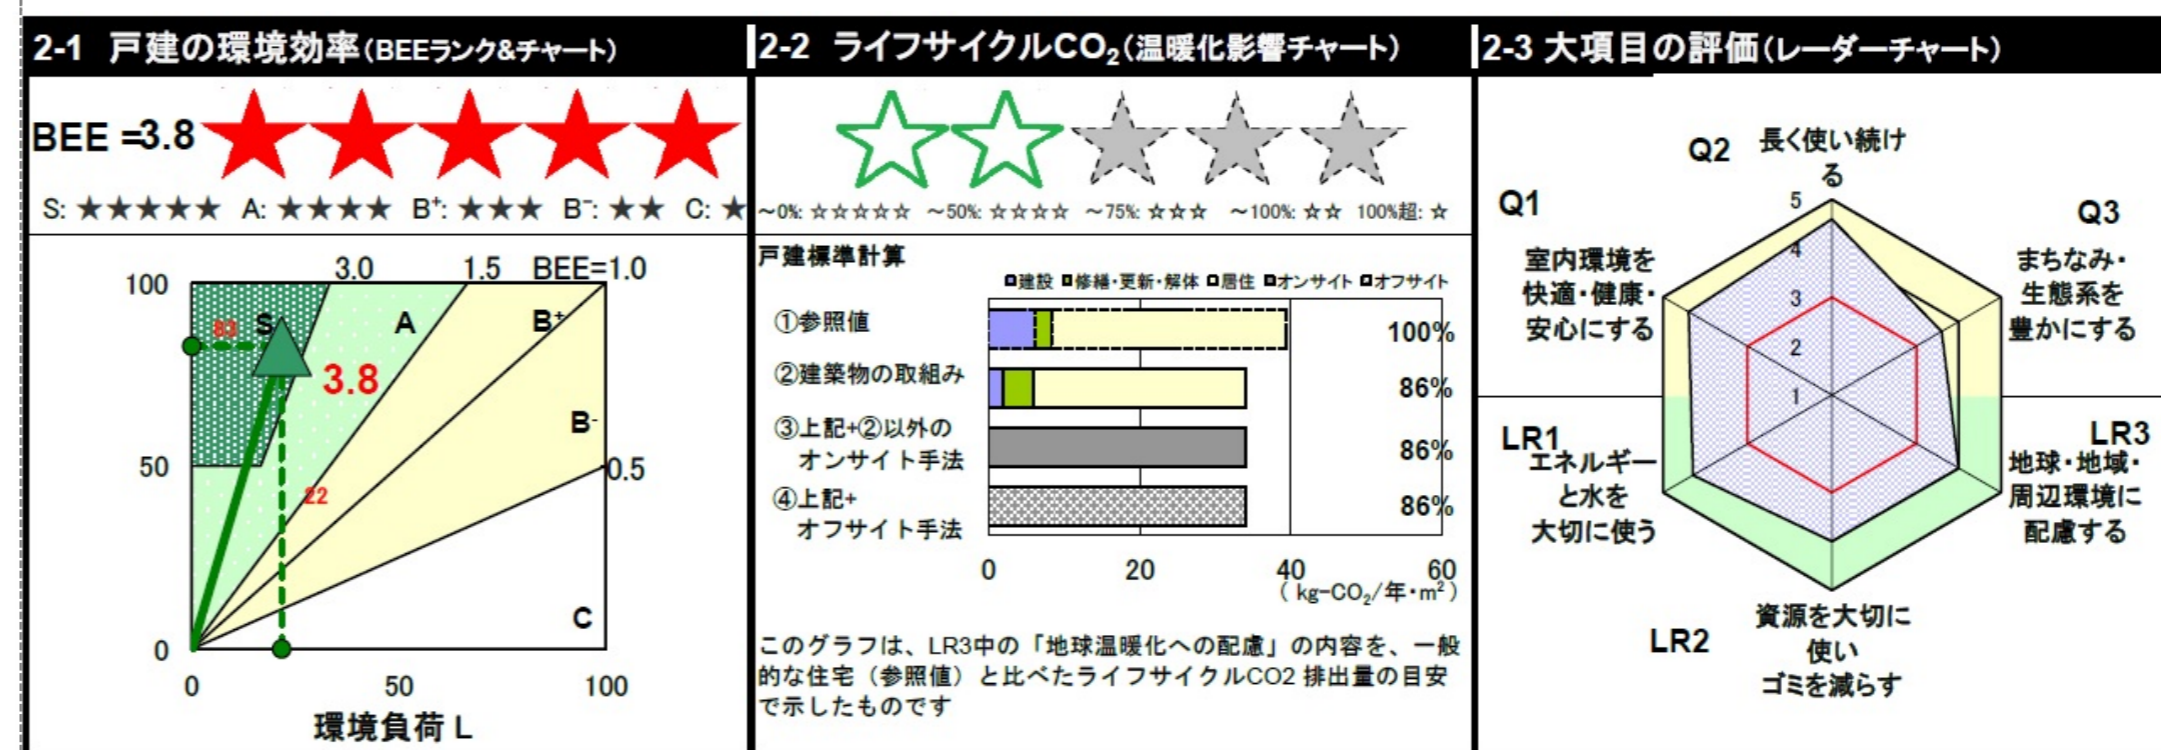 2-1 戸建の環境効率(BEEランク&チャート)
BEE =3.8
S: ★★★★★ A: ★★★★ B⁺: ★★★ B⁻: ★★ C: ★
3.0 1.5 BEE=1.0
100
83
S
A
B⁺
3.8
B⁻
50
0.5
22
C
0
0 50 100
環境負荷 L
2-2 ライフサイクルCO₂(温暖化影響チャート)
～0%: ☆☆☆☆☆ ～50%: ☆☆☆☆ ～75%: ☆☆☆ ～100%: ☆☆ 100%超: ☆
戸建標準計算
建設 修繕・更新・解体 居住 オンサイト オフサイト
①参照値 100%
②建築物の取組み 86%
③上記+②以外の
オンサイト手法 86%
④上記+
オフサイト手法 86%
0 20 40 60
( kg-CO₂/年・m² )
このグラフは、LR3中の「地球温暖化への配慮」の内容を、一般
的な住宅（参照値）と比べたライフサイクルCO2 排出量の目安
で示したものです
2-3 大項目の評価(レーダーチャート)
Q2 長く使い続け
る
Q1
室内環境を
快適・健康・
安心にする
Q3
まちなみ・
生態系を
豊かにする
5
4
3
2
1
LR1
エネルギー
と水を
大切に使う
LR3
地球・地域・
周辺環境に
配慮する
LR2
資源を大切に
使い
ゴミを減らす